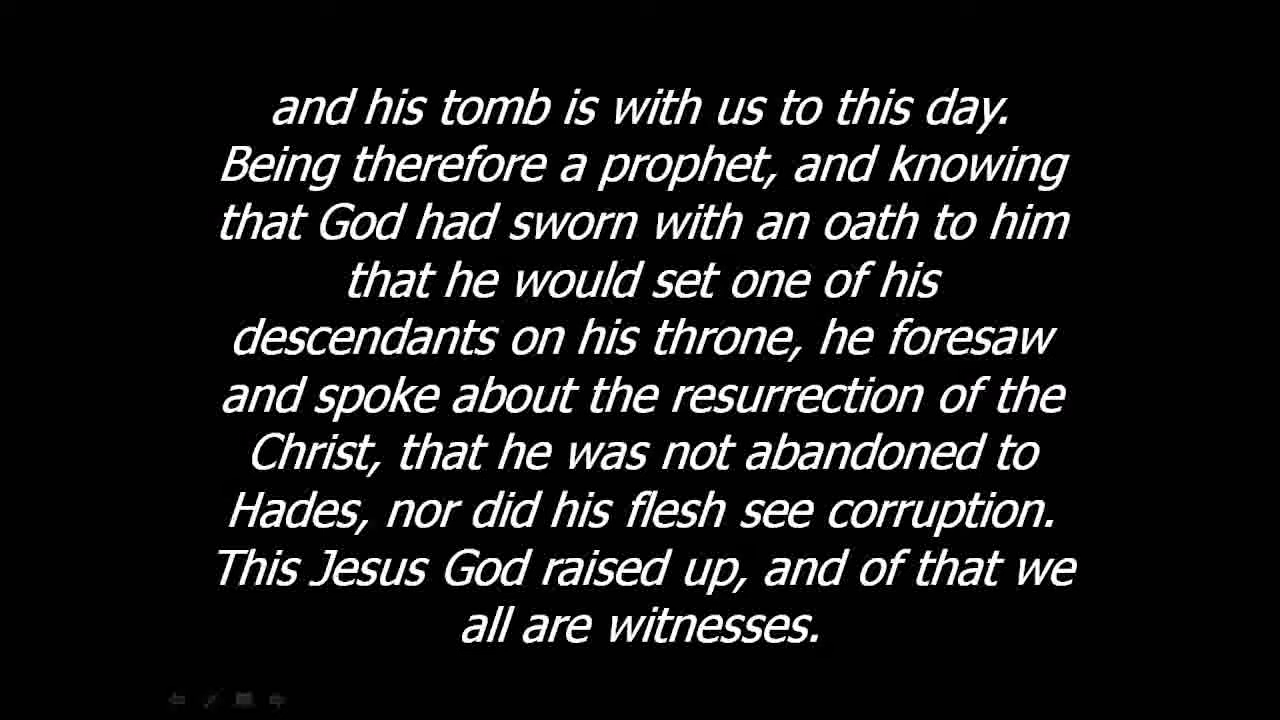 and his tomb is with us to this day.
Being therefore a prophet, and knowing
that God had sworn with an oath to him
that he would set one of his
descendants on his throne, he foresaw
and spoke about the resurrection of the
Christ, that he was not abandoned to
Hades, nor did his flesh see corruption.
This Jesus God raised up, and of that we
all are witnesses.